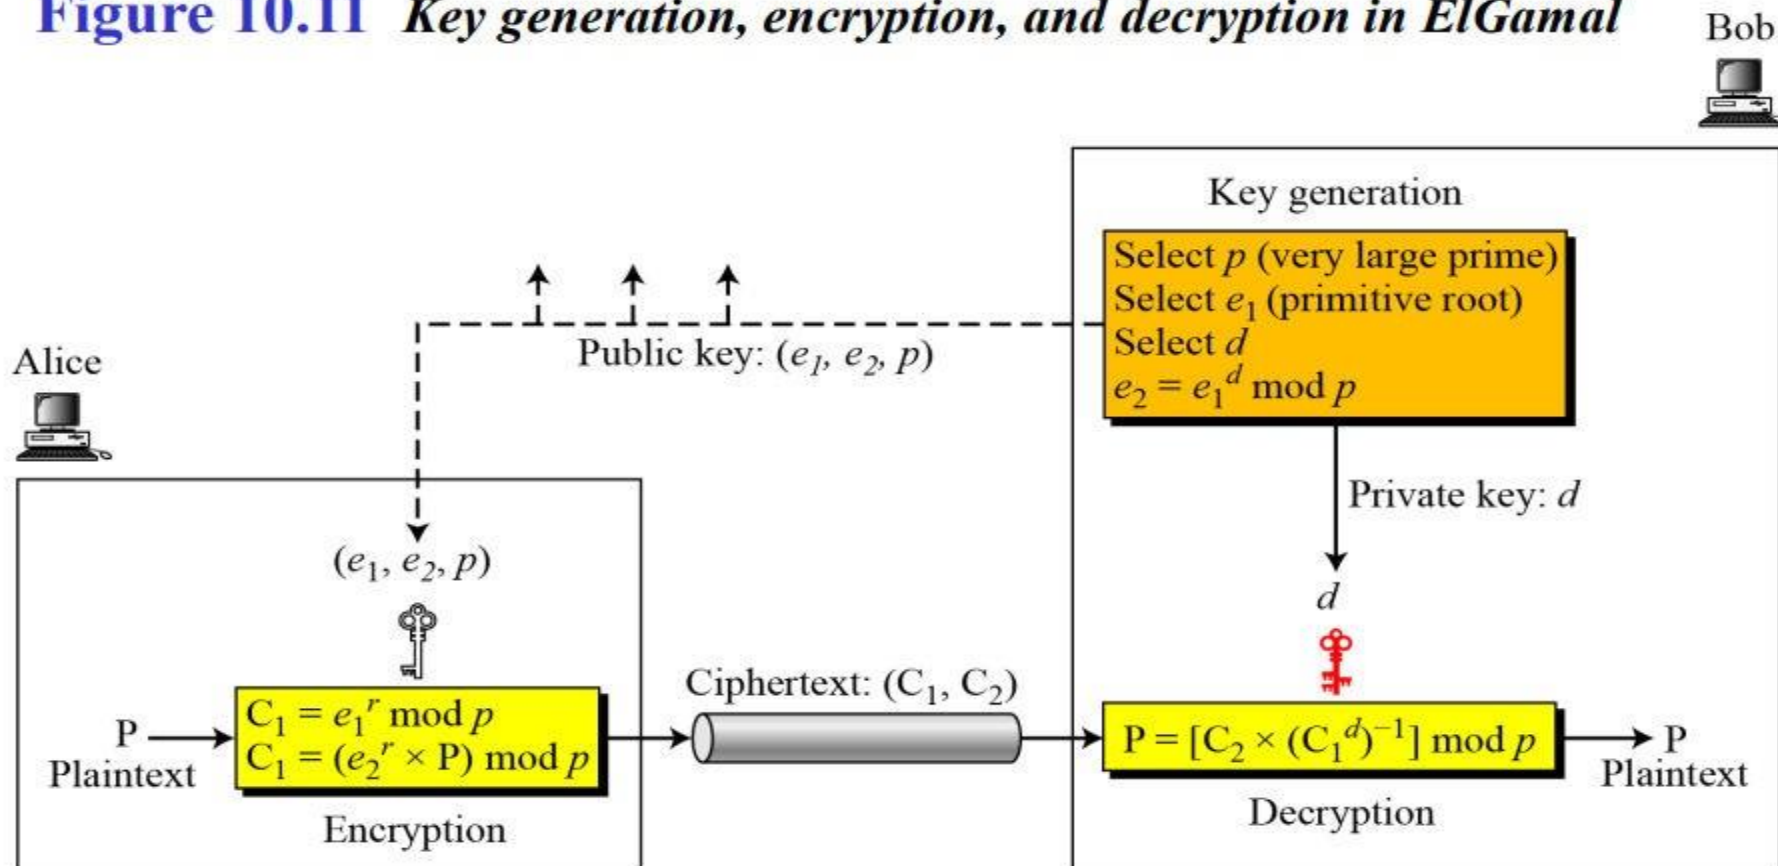 Figure 10.11 Key generation, encryption, and decryption in ElGamal
Bob
Key generation
Select p (very large prime)
Select e₁ (primitive root)
Select d
e₂ = e₁ᵈ mod p
Public key: (e₁, e₂, p)
Alice
Private key: d
(e₁, e₂, p)
d
Ciphertext: (C₁, C₂)
C₁ = e₁ʳ mod p
C₁ = (e₂ʳ × P) mod p
P
Plaintext
Encryption
P = [C₂ × (C₁ᵈ)⁻¹] mod p
P
Plaintext
Decryption